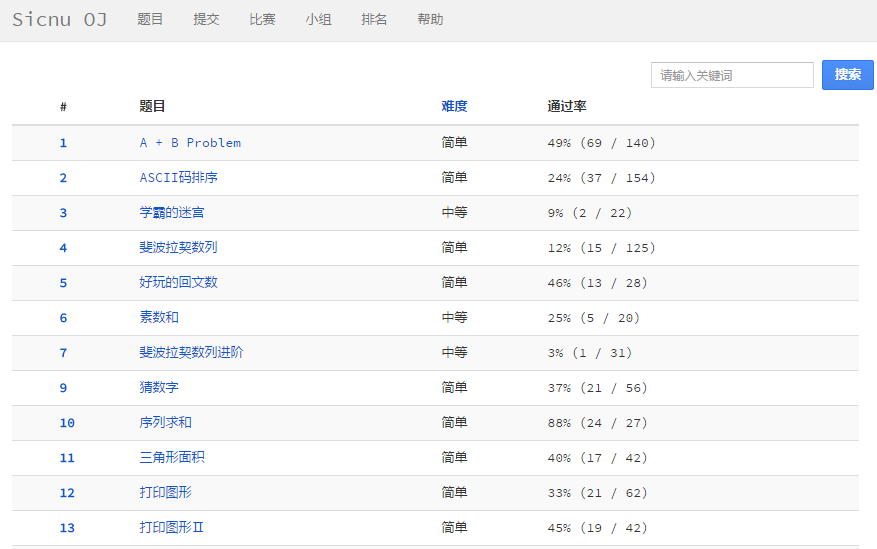 Sicnu OJ 题目 提交 比赛 小组 排名 帮助
请输入关键词 搜索
# 题目 难度 通过率
1 A + B Problem 简单 49% (69 / 140)
2 ASCII码排序 简单 24% (37 / 154)
3 学霸的迷宫 中等 9% (2 / 22)
4 斐波拉契数列 简单 12% (15 / 125)
5 好玩的回文数 简单 46% (13 / 28)
6 素数和 中等 25% (5 / 20)
7 斐波拉契数列进阶 中等 3% (1 / 31)
9 猜数字 简单 37% (21 / 56)
10 序列求和 简单 88% (24 / 27)
11 三角形面积 简单 40% (17 / 42)
12 打印图形 简单 33% (21 / 62)
13 打印图形Ⅱ 简单 45% (19 / 42)